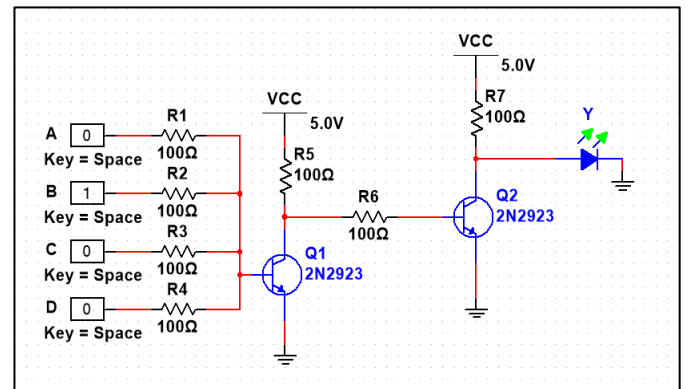 VCC
5.0V
R7
100Ω
Y
VCC
5.0V
R1
A 0
100Ω
Key = Space
R5
100Ω
R2
B 1
100Ω
Key = Space
R6
100Ω
Q2
2N2923
R3
C 0
100Ω
Key = Space
Q1
2N2923
R4
D 0
100Ω
Key = Space